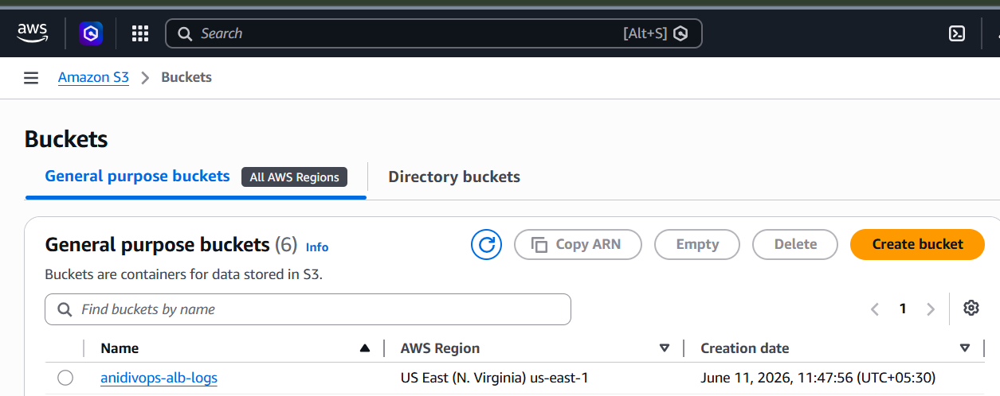 aws Search [Alt+S]
Amazon S3 Buckets
Buckets
General purpose buckets All AWS Regions Directory buckets
General purpose buckets (6) Info Copy ARN Empty Delete Create bucket
Buckets are containers for data stored in S3.
Find buckets by name 1
Name AWS Region Creation date
anidivops-alb-logs US East (N. Virginia) us-east-1 June 11, 2026, 11:47:56 (UTC+05:30)